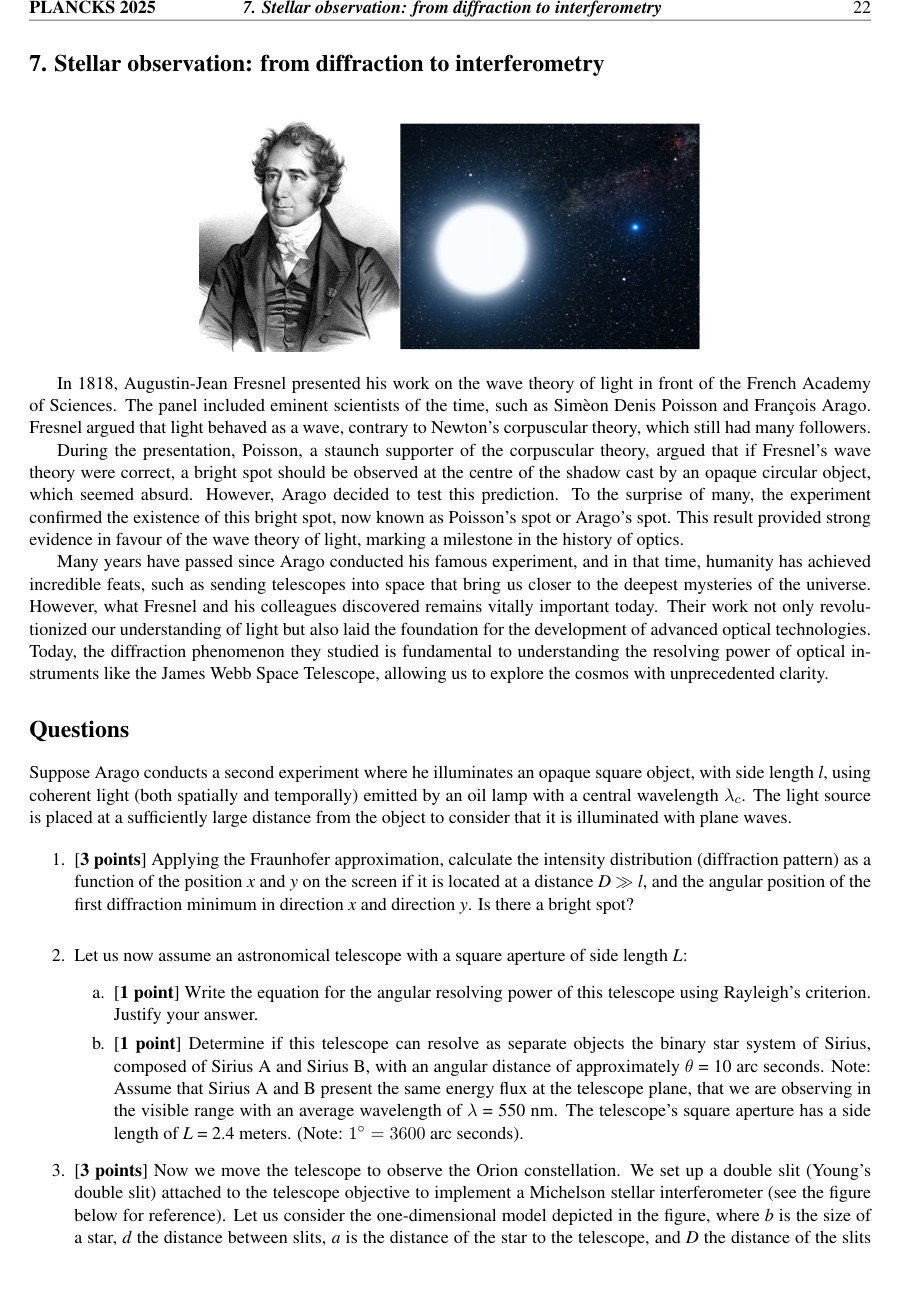 PLANCKS 2025 7. Stellar observation: from diffraction to interferometry 22
7. Stellar observation: from diffraction to interferometry
In 1818, Augustin-Jean Fresnel presented his work on the wave theory of light in front of the French Academy
of Sciences. The panel included eminent scientists of the time, such as Simèon Denis Poisson and François Arago.
Fresnel argued that light behaved as a wave, contrary to Newton's corpuscular theory, which still had many followers.
During the presentation, Poisson, a staunch supporter of the corpuscular theory, argued that if Fresnel's wave
theory were correct, a bright spot should be observed at the centre of the shadow cast by an opaque circular object,
which seemed absurd. However, Arago decided to test this prediction. To the surprise of many, the experiment
confirmed the existence of this bright spot, now known as Poisson's spot or Arago's spot. This result provided strong
evidence in favour of the wave theory of light, marking a milestone in the history of optics.
Many years have passed since Arago conducted his famous experiment, and in that time, humanity has achieved
incredible feats, such as sending telescopes into space that bring us closer to the deepest mysteries of the universe.
However, what Fresnel and his colleagues discovered remains vitally important today. Their work not only revolu-
tionized our understanding of light but also laid the foundation for the development of advanced optical technologies.
Today, the diffraction phenomenon they studied is fundamental to understanding the resolving power of optical in-
struments like the James Webb Space Telescope, allowing us to explore the cosmos with unprecedented clarity.
Questions
Suppose Arago conducts a second experiment where he illuminates an opaque square object, with side length l, using
coherent light (both spatially and temporally) emitted by an oil lamp with a central wavelength λc. The light source
is placed at a sufficiently large distance from the object to consider that it is illuminated with plane waves.
1. [3 points] Applying the Fraunhofer approximation, calculate the intensity distribution (diffraction pattern) as a
function of the position x and y on the screen if it is located at a distance D ≫ l, and the angular position of the
first diffraction minimum in direction x and direction y. Is there a bright spot?
2. Let us now assume an astronomical telescope with a square aperture of side length L:
a. [1 point] Write the equation for the angular resolving power of this telescope using Rayleigh's criterion.
Justify your answer.
b. [1 point] Determine if this telescope can resolve as separate objects the binary star system of Sirius,
composed of Sirius A and Sirius B, with an angular distance of approximately θ = 10 arc seconds. Note:
Assume that Sirius A and B present the same energy flux at the telescope plane, that we are observing in
the visible range with an average wavelength of λ = 550 nm. The telescope's square aperture has a side
length of L = 2.4 meters. (Note: 1° = 3600 arc seconds).
3. [3 points] Now we move the telescope to observe the Orion constellation. We set up a double slit (Young's
double slit) attached to the telescope objective to implement a Michelson stellar interferometer (see the figure
below for reference). Let us consider the one-dimensional model depicted in the figure, where b is the size of
a star, d the distance between slits, a is the distance of the star to the telescope, and D the distance of the slits